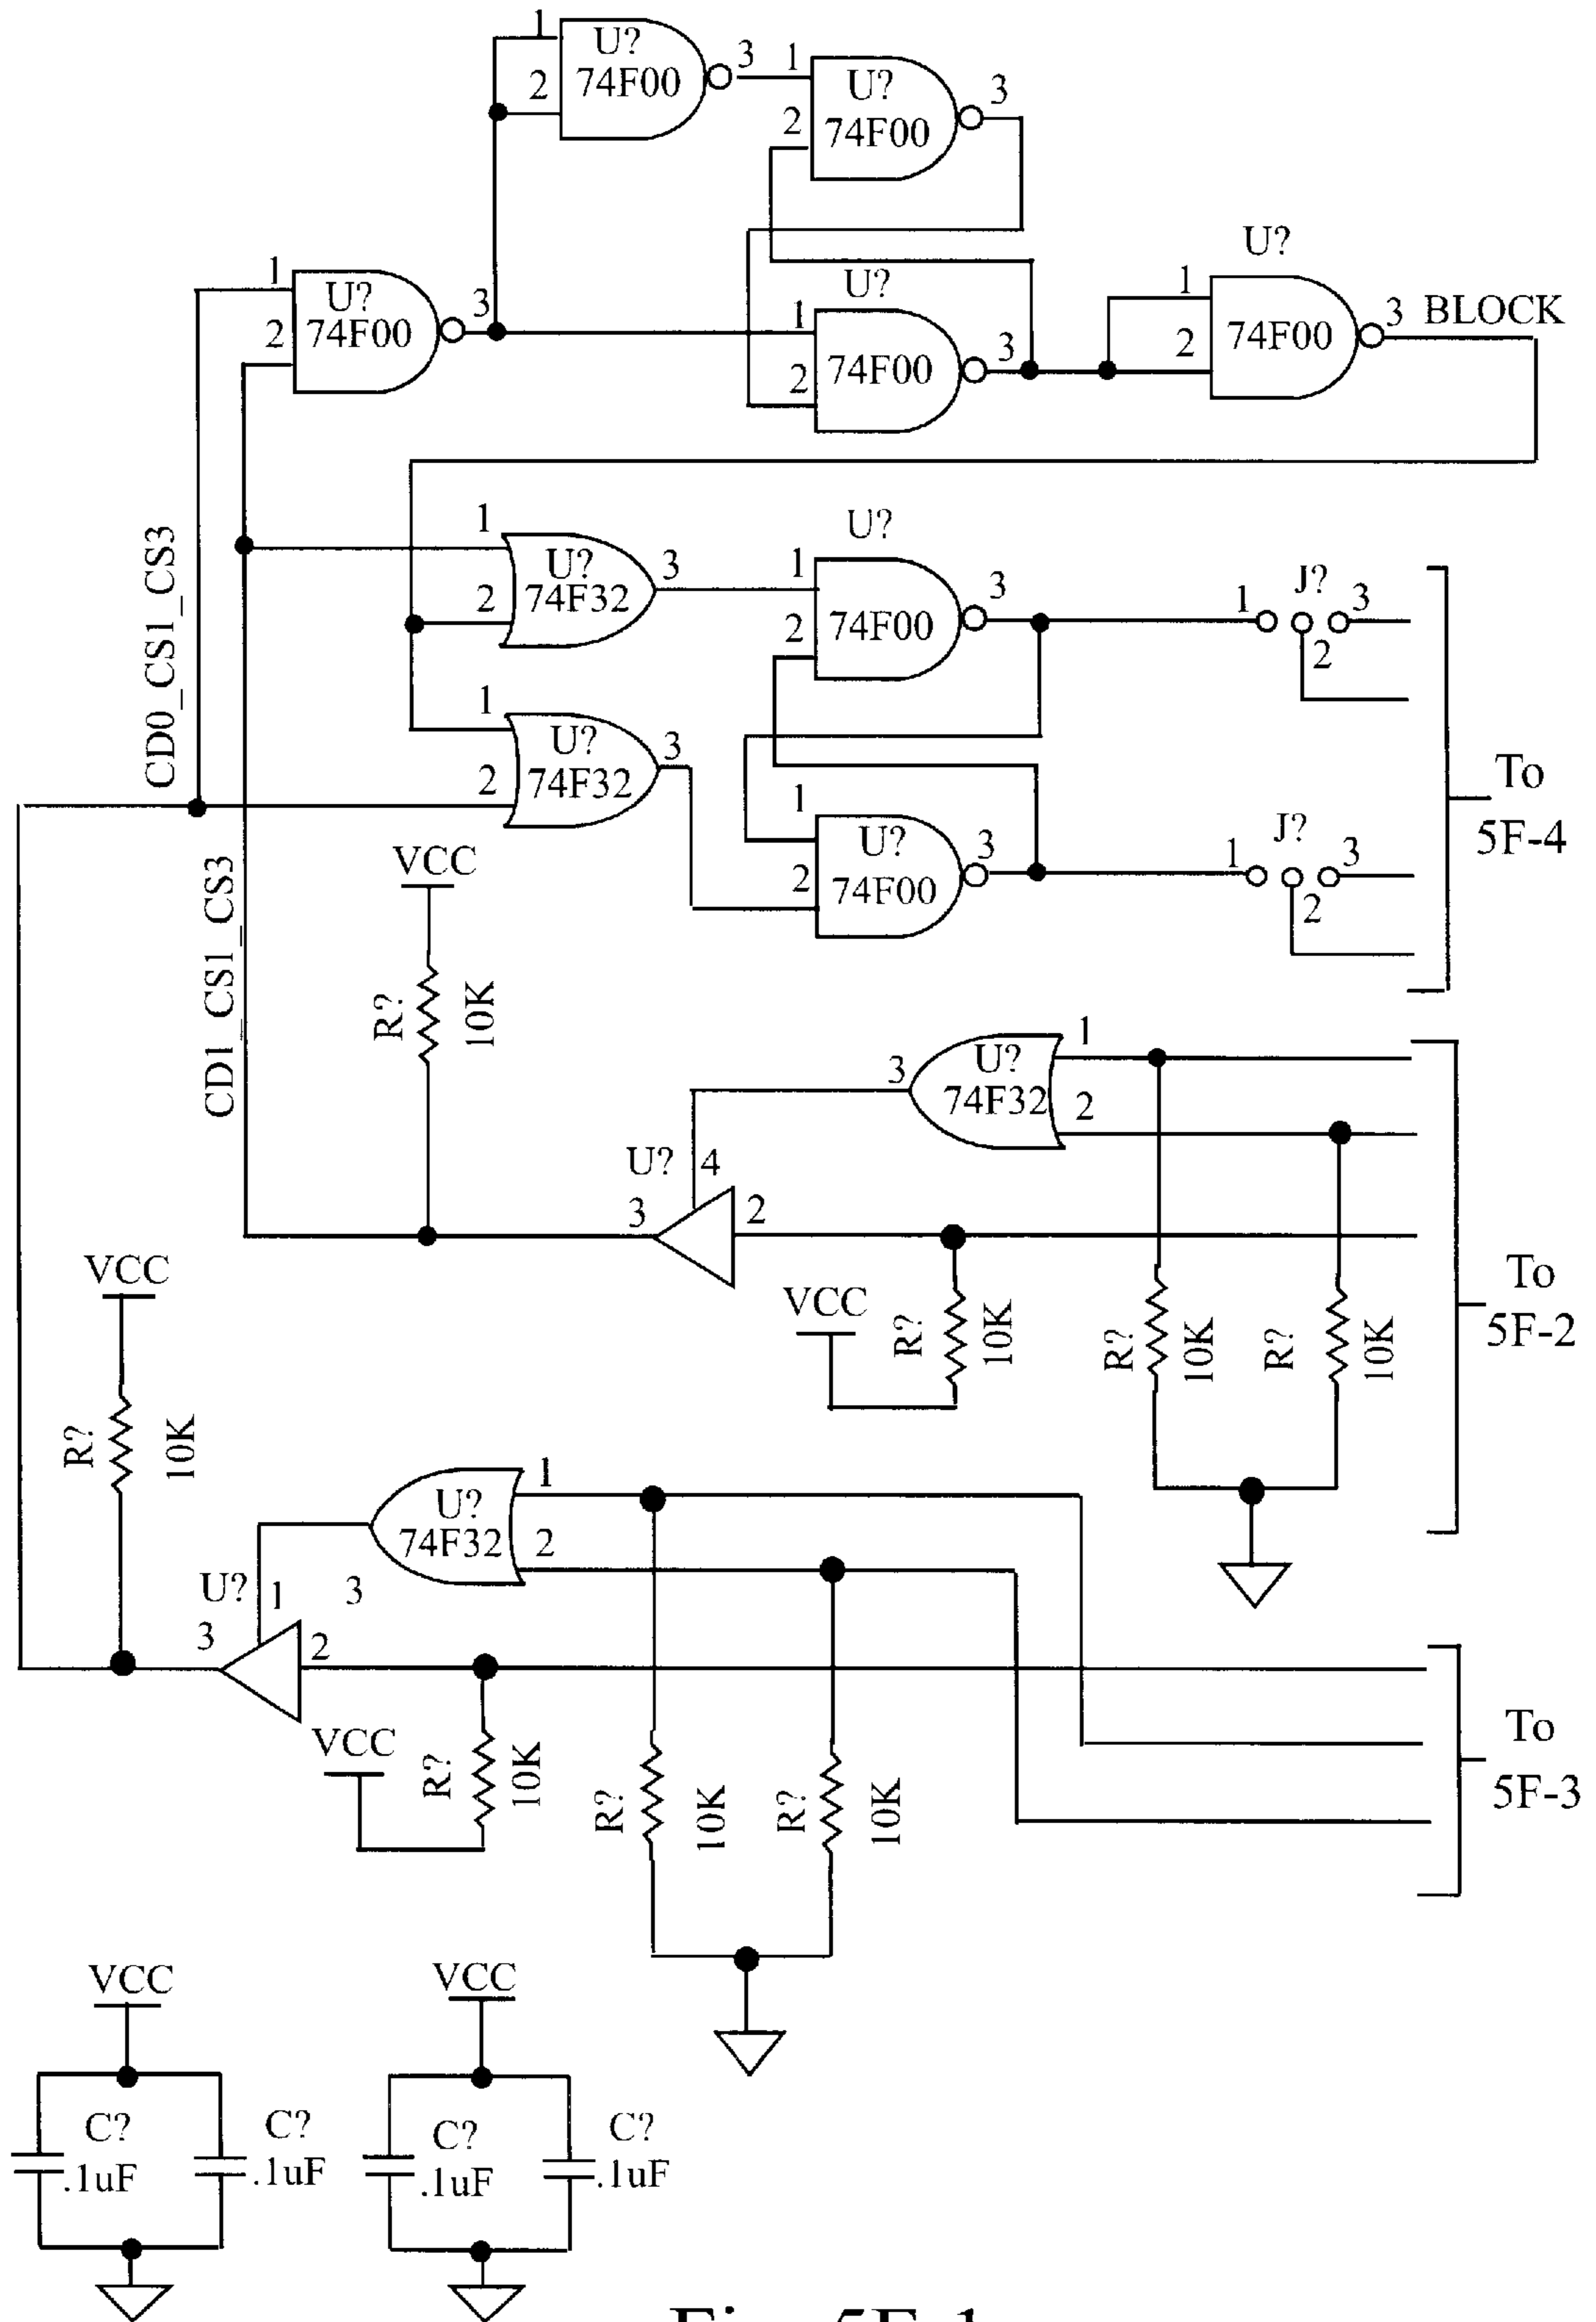 1 U? 3 1 U? 3
2 74F00 2 74F00
U?
1 U? 3 U? 1 3 BLOCK
2 74F00 1 3 2 74F00
2 74F00
CD0_CS1_CS3
1 U? 3 U? 1 3 J? 1 3
2 74F32 2 74F00 2
1 U? 3
2 74F32
To
5F-4
1 U? 3 J? 1 3
2 74F00 2
CD1_CS1_CS3
VCC
R? 10K
3 U? 1
74F32 2
U? 4
3 2
VCC
R? 10K
R? 10K
R? 10K
To
5F-2
VCC
R? 10K
U? 1
74F32 2
U? 1 3
3 2
VCC
R? 10K
R? 10K
R? 10K
To
5F-3
VCC
C? C?
.1uF .1uF
VCC
C? C?
.1uF .1uF